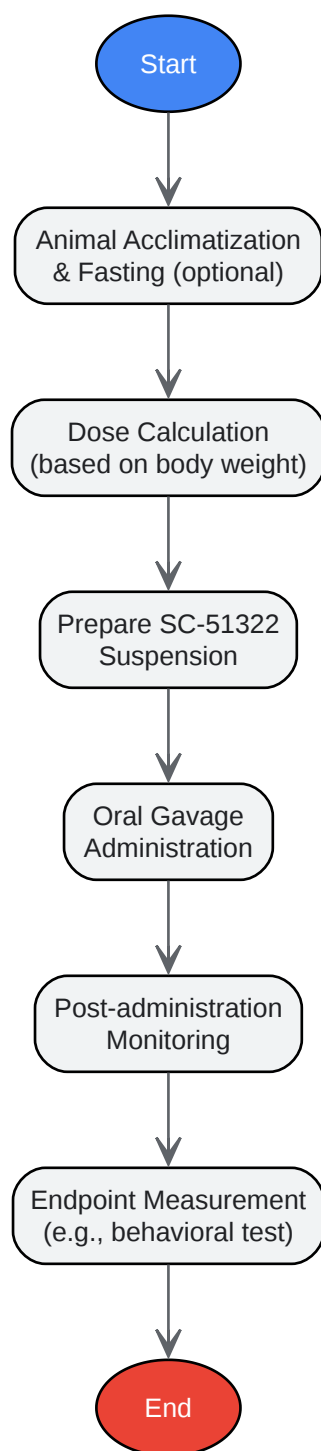 Start
Animal Acclimatization
& Fasting (optional)
Dose Calculation
(based on body weight)
Prepare SC-51322
Suspension
Oral Gavage
Administration
Post-administration
Monitoring
Endpoint Measurement
(e.g., behavioral test)
End